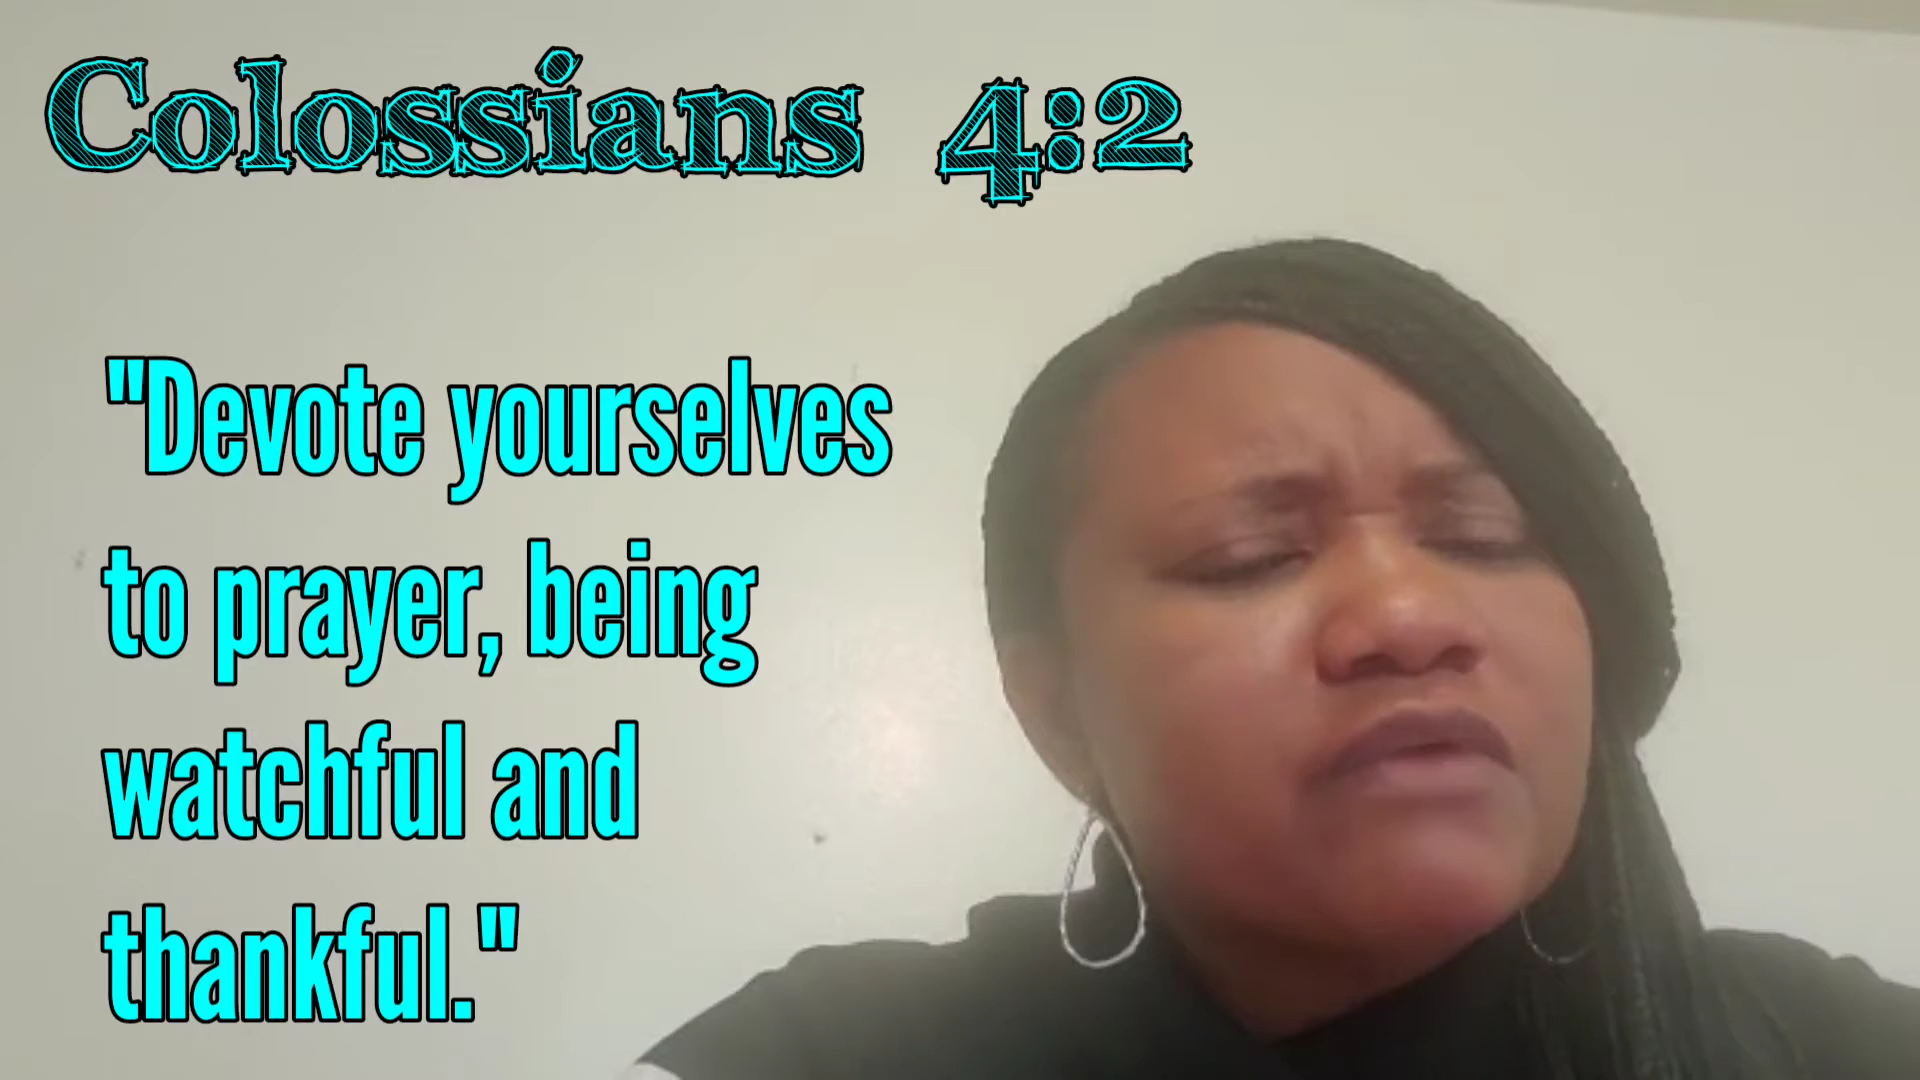 Colossians 4:2
"Devote yourselves
to prayer, being
watchful and
thankful."